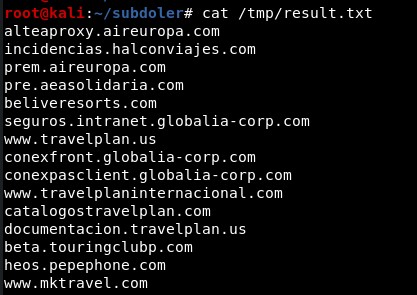 root@kali:~/subdoler# cat /tmp/result.txt
alteaproxy.aireuropa.com
incidencias.halconviajes.com
prem.aireuropa.com
pre.aeasolidaria.com
beliveresorts.com
seguros.intranet.globalia-corp.com
www.travelplan.us
conexfront.globalia-corp.com
conexpasclient.globalia-corp.com
www.travelplaninternacional.com
catalogostravelplan.com
documentacion.travelplan.us
beta.touringclubp.com
heos.pepephone.com
www.mktravel.com